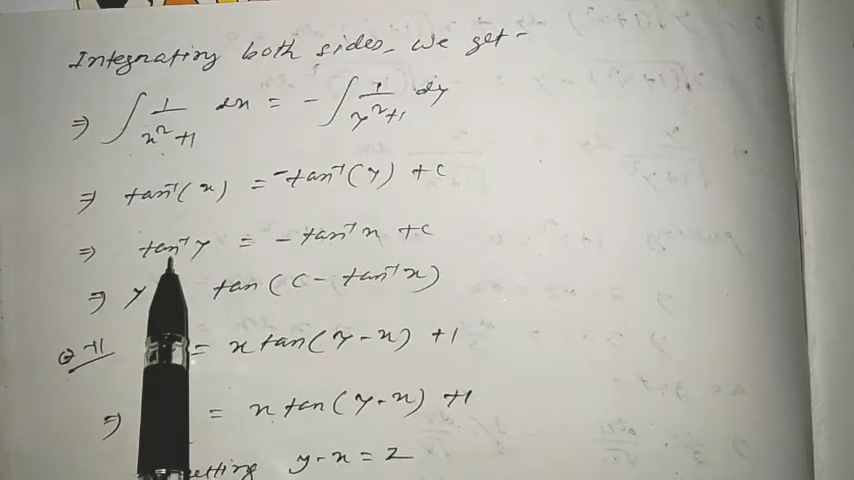 Integrating both sides, we get -
⇒ ∫ 1/(x²+1) dx = - ∫ 1/(y²+1) dy
⇒ tan⁻¹(x) = -tan⁻¹(y) + c
⇒ tan⁻¹y = - tan⁻¹x + c
⇒ y tan(c - tan⁻¹x)
Q-11 = x tan(y-x) + 1
⇒ = x tan(y-x) + 1
y-x = z